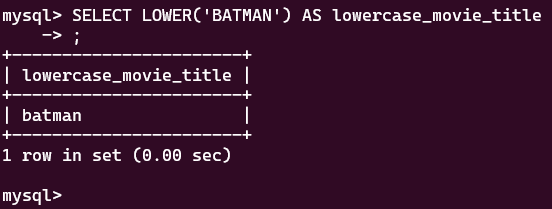 mysql> SELECT LOWER('BATMAN') AS lowercase_movie_title
    -> ;
+-----------------------+
| lowercase_movie_title |
+-----------------------+
| batman                |
+-----------------------+
1 row in set (0.00 sec)

mysql>